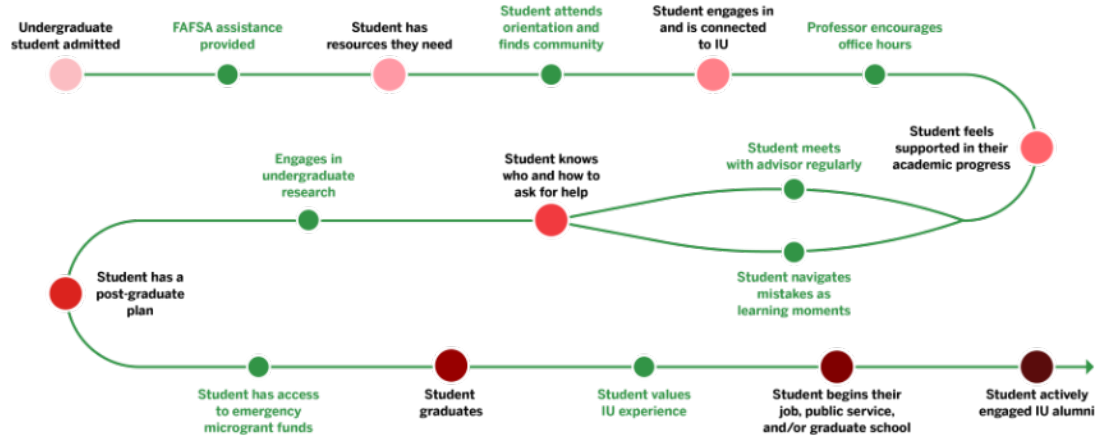 Undergraduate
student admitted
FAFSA assistance
provided
Student has
resources they need
Student attends
orientation and
finds community
Student engages in
and is connected
to IU
Professor encourages
office hours
Student feels
supported in their
academic progress
Student meets
with advisor regularly
Student navigates
mistakes as
learning moments
Student knows
who and how to
ask for help
Engages in
undergraduate
research
Student has a
post-graduate
plan
Student has access
to emergency
microgrant funds
Student
graduates
Student values
IU experience
Student begins their
job, public service,
and/or graduate school
Student actively
engaged IU alumni